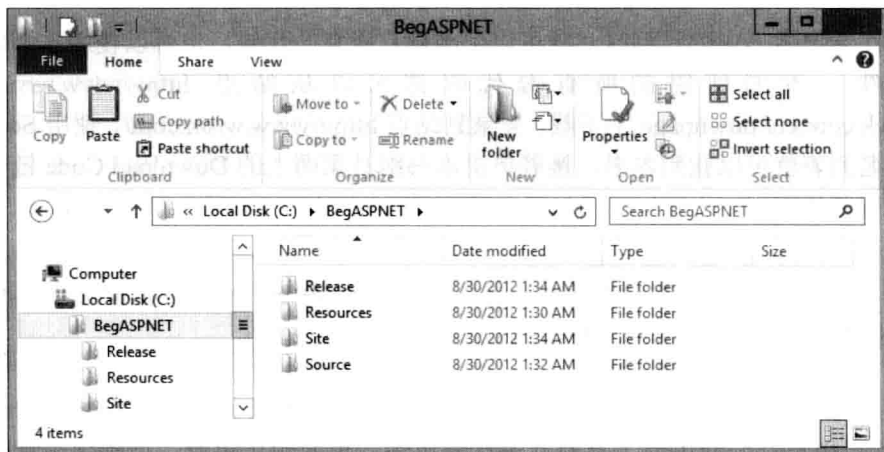 BegASPNET
File Home Share View
Copy
Paste
Cut
Copy path
Paste shortcut
Clipboard
Move to
Copy to
Delete
Rename
Organize
New folder
New
Properties
Open
Select all
Select none
Invert selection
Select
« Local Disk (C:) BegASPNET
Search BegASPNET
Computer
Local Disk (C:)
BegASPNET
Release
Resources
Site
Name Date modified Type Size
Release 8/30/2012 1:34 AM File folder
Resources 8/30/2012 1:30 AM File folder
Site 8/30/2012 1:34 AM File folder
Source 8/30/2012 1:32 AM File folder
4 items